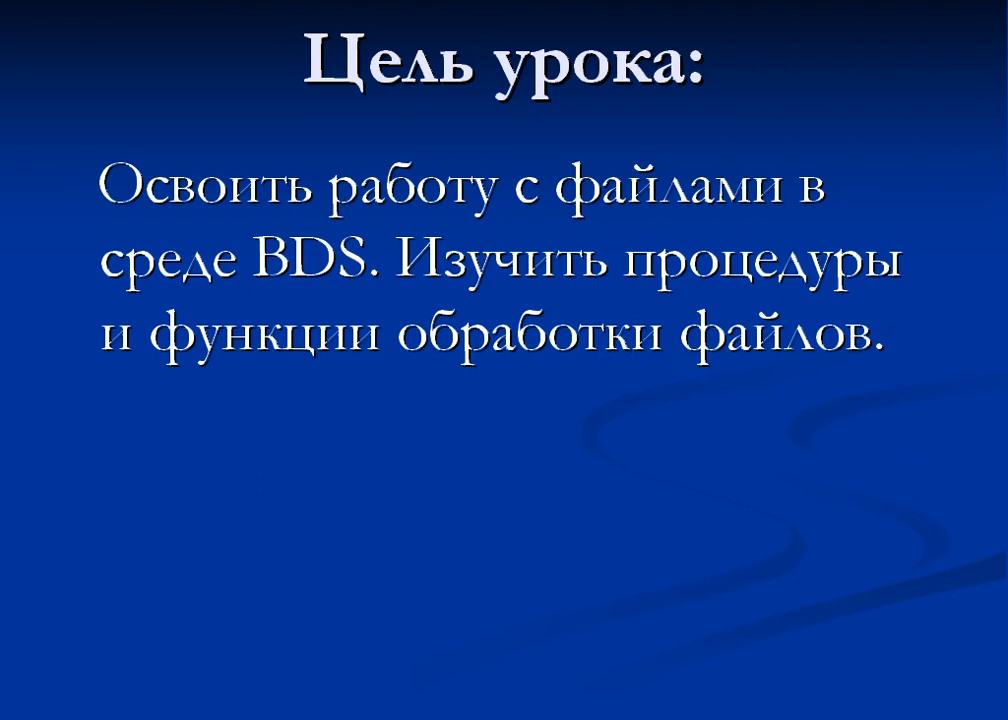 Цель урока:
Освоить работу с файлами в
среде BDS. Изучить процедуры
и функции обработки файлов.